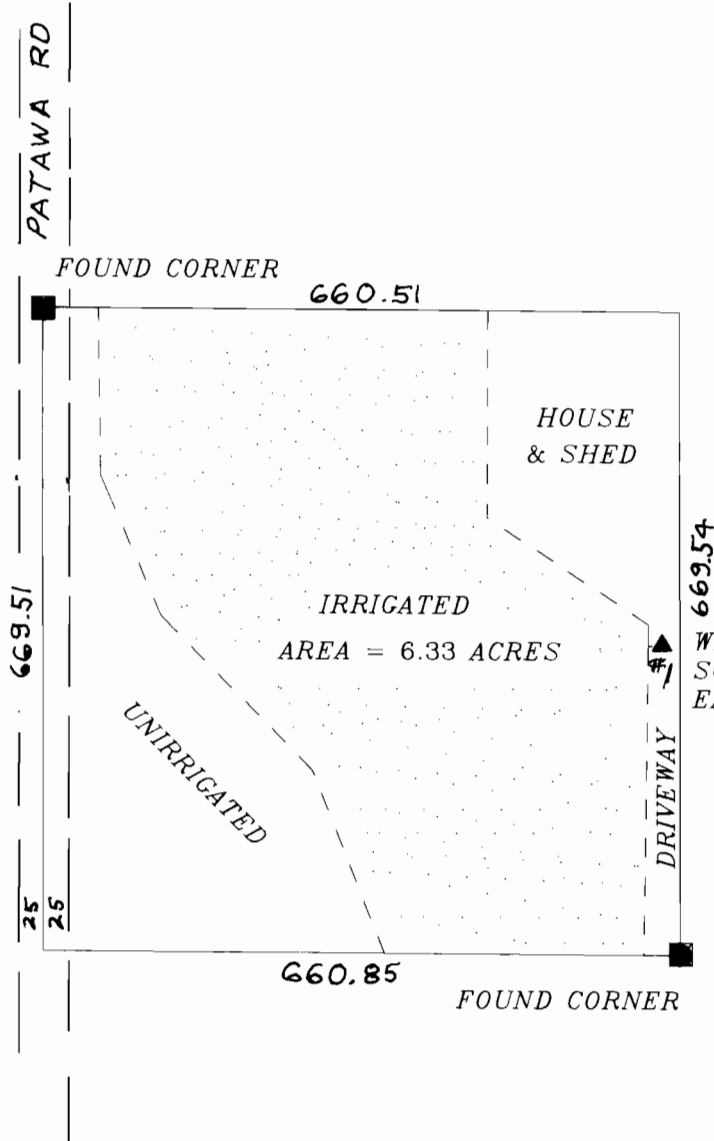 PATAWA RD
FOUND CORNER
660.51
HOUSE
& SHED
669.51
669.54
IRRIGATED
AREA = 6.33 ACRES
#1
UNIRRIGATED
DRIVEWAY
25
25
660.85
FOUND CORNER